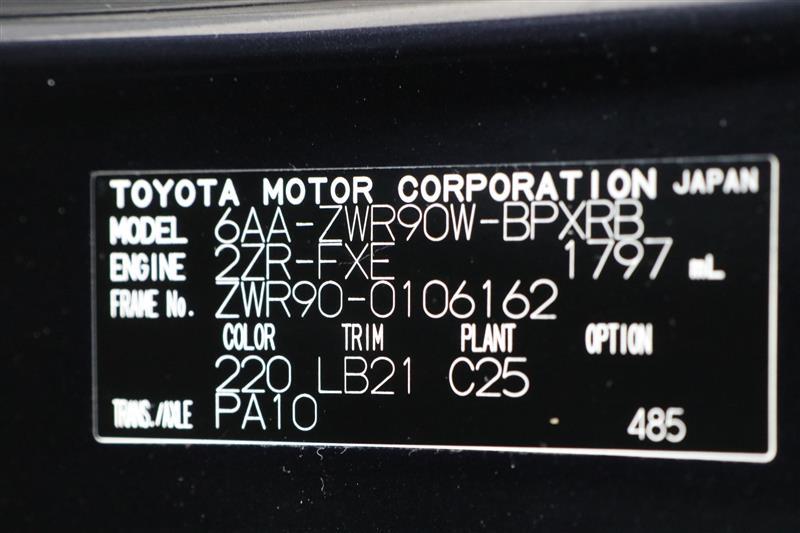 TOYOTA MOTOR CORPORATION JAPAN
MODEL 6AA-ZWR90W-BPXRB
ENGINE 2ZR-FXE 1797 mL
FRAME No. ZWR90-0106162
COLOR TRIM PLANT OPTION
220 LB21 C25
TRANS./AXLE PA10 485